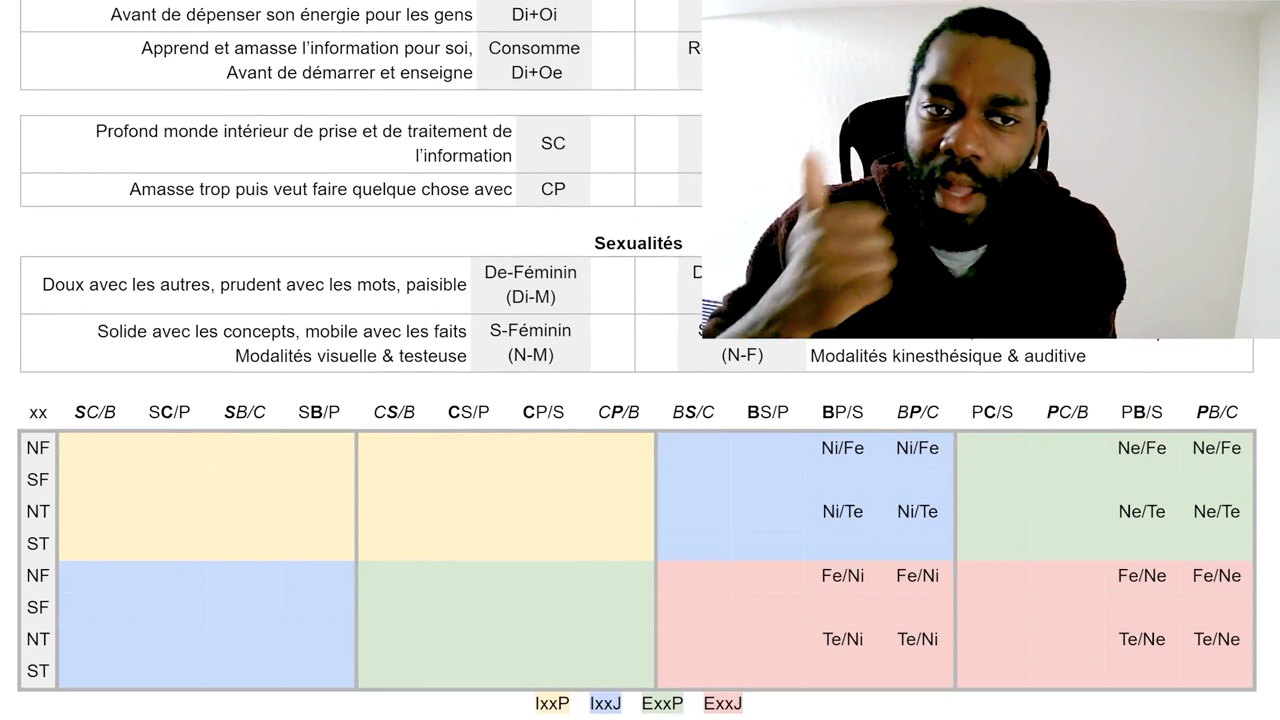 Avant de dépenser son énergie pour les gens Di+Oi
Apprend et amasse l’information pour soi, Consomme
Avant de démarrer et enseigne Di+Oe
Profond monde intérieur de prise et de traitement de
l’information SC
Amasse trop puis veut faire quelque chose avec CP
Sexualités
Doux avec les autres, prudent avec les mots, paisible De-Féminin
(Di-M)
Solide avec les concepts, mobile avec les faits S-Féminin
Modalités visuelle & testeuse (N-M) (N-F) Modalités kinesthésique & auditive
xx SC/B SC/P SB/C SB/P CS/B CS/P CP/S CP/B BS/C BS/P BP/S BP/C PC/S PC/B PB/S PB/C
NF Ni/Fe Ni/Fe Ne/Fe Ne/Fe
SF
NT Ni/Te Ni/Te Ne/Te Ne/Te
ST
NF Fe/Ni Fe/Ni Fe/Ne Fe/Ne
SF
NT Te/Ni Te/Ni Te/Ne Te/Ne
ST
IxxP IxxJ ExxP ExxJ